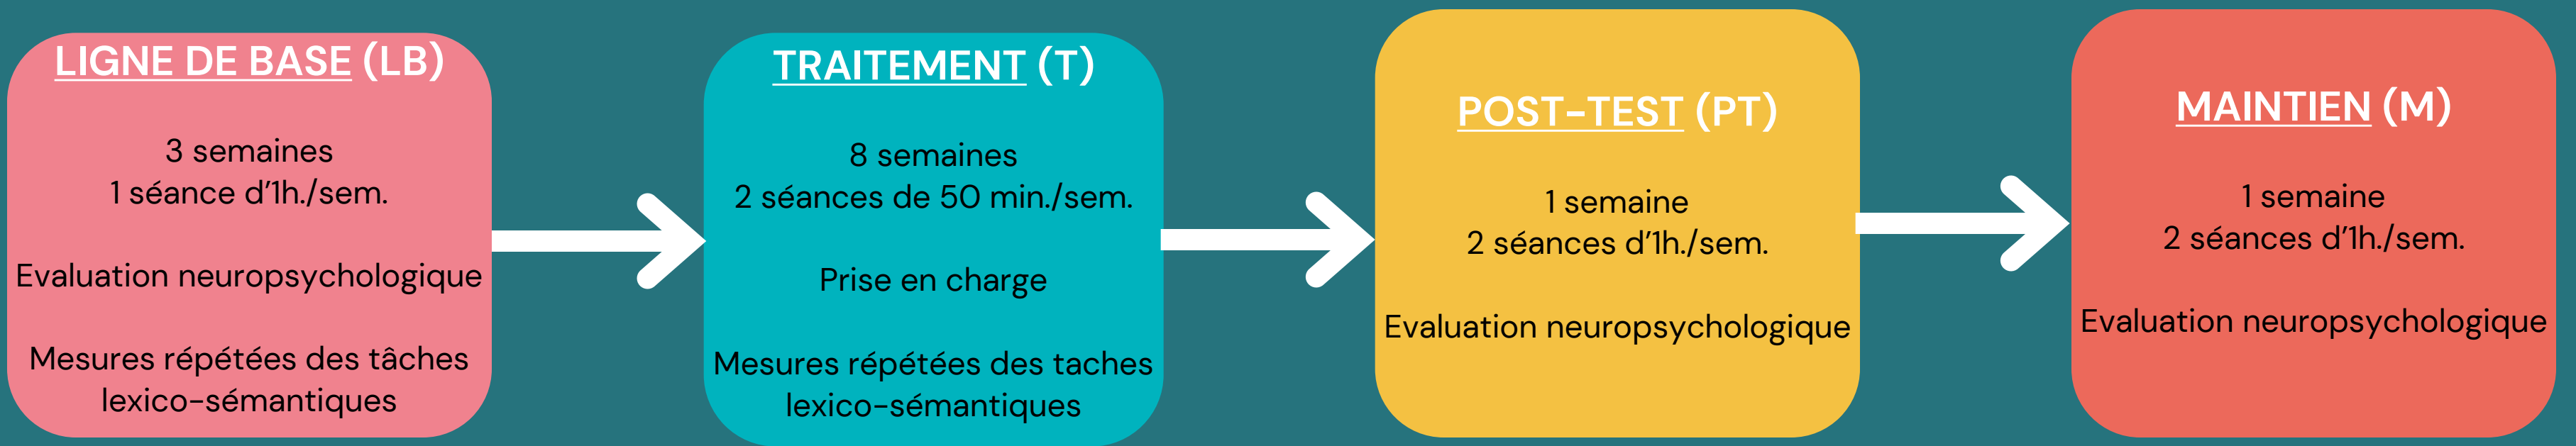 LIGNE DE BASE (LB)
3 semaines
1 séance d'1h./sem.
Evaluation neuropsychologique
Mesures répétées des tâches
lexico-sémantiques
TRAITEMENT (T)
8 semaines
2 séances de 50 min./sem.
Prise en charge
Mesures répétées des taches
lexico-sémantiques
POST-TEST (PT)
1 semaine
2 séances d'1h./sem.
Evaluation neuropsychologique
MAINTIEN (M)
1 semaine
2 séances d'1h./sem.
Evaluation neuropsychologique